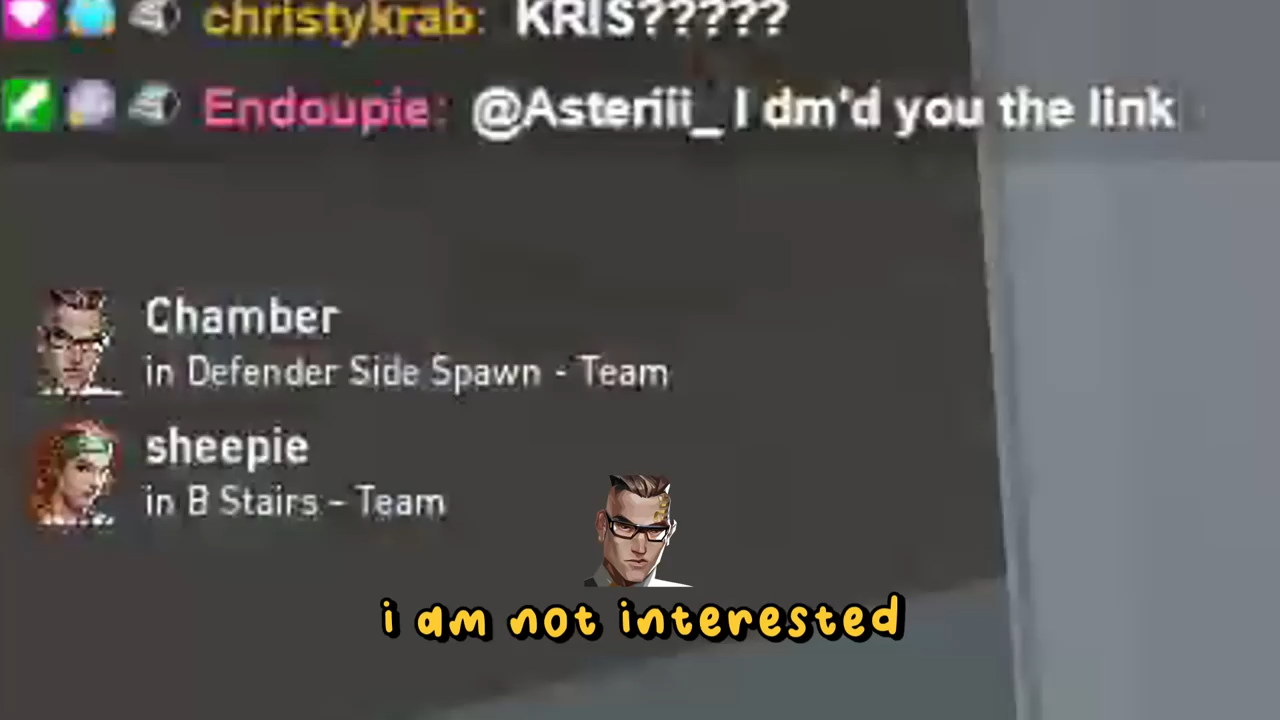 christykrab: KRIS?????
Endoupie: @Asteriii_ I dm'd you the link
Chamber
in Defender Side Spawn - Team
sheepie
in B Stairs - Team
i am not interested